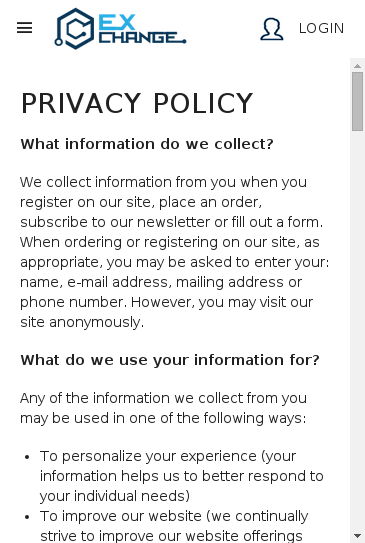 EX
CHANGE
LOGIN
PRIVACY POLICY
What information do we collect?
We collect information from you when you
register on our site, place an order,
subscribe to our newsletter or fill out a form.
When ordering or registering on our site, as
appropriate, you may be asked to enter your:
name, e-mail address, mailing address or
phone number. However, you may visit our
site anonymously.
What do we use your information for?
Any of the information we collect from you
may be used in one of the following ways:
• To personalize your experience (your
information helps us to better respond to
your individual needs)
• To improve our website (we continually
strive to improve our website offerings